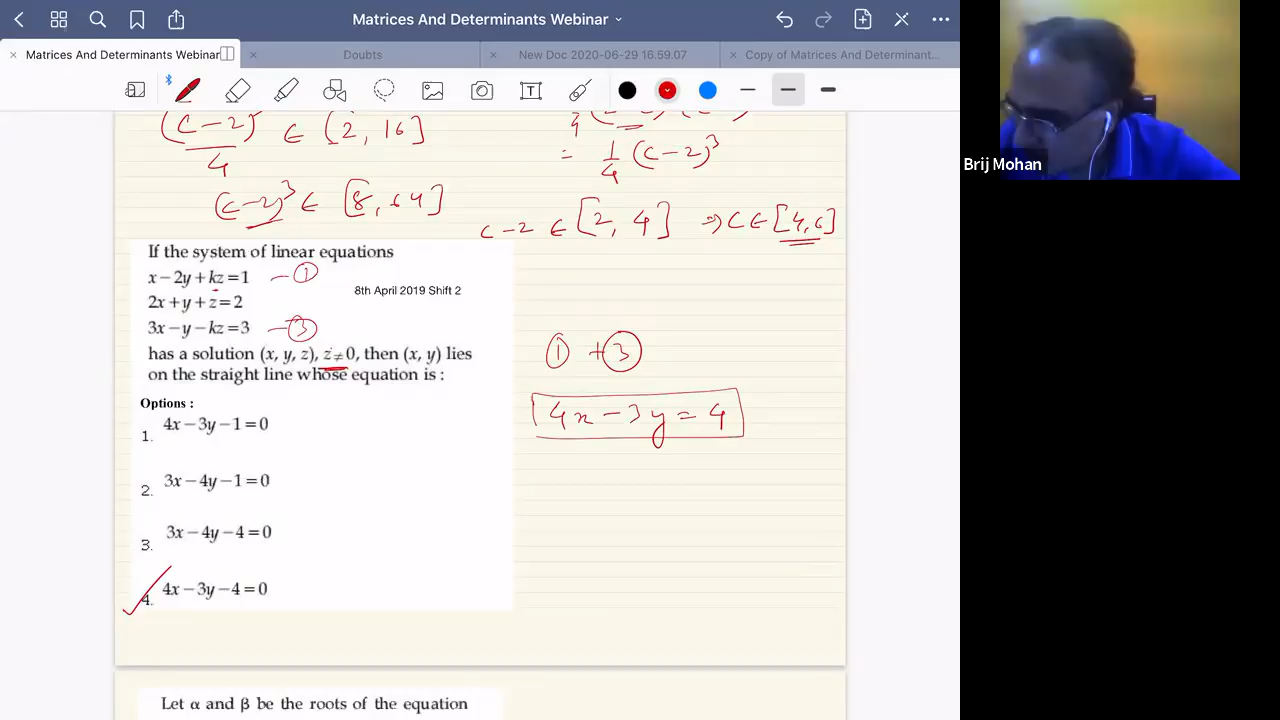 Matrices And Determinants Webinar
Matrices And Determinants Webinar
Doubts
New Doc 2020-06-29 16.59.07
Copy of Matrices And Determinant...
Brij Mohan
4
= 1/4 (c-2)³
(c-2)³ ∈ [8, 64]
c-2 ∈ [2, 4] ⇒ c ∈ [4,6]
If the system of linear equations
x − 2y + kz = 1 — ①
2x + y + z = 2
8th April 2019 Shift 2
3x − y − kz = 3 — ③
has a solution (x, y, z), z ≠ 0, then (x, y) lies
on the straight line whose equation is :
① + ③
4x − 3y = 4
Options :
1. 4x − 3y − 1 = 0
2. 3x − 4y − 1 = 0
3. 3x − 4y − 4 = 0
4. 4x − 3y − 4 = 0
Let α and β be the roots of the equation